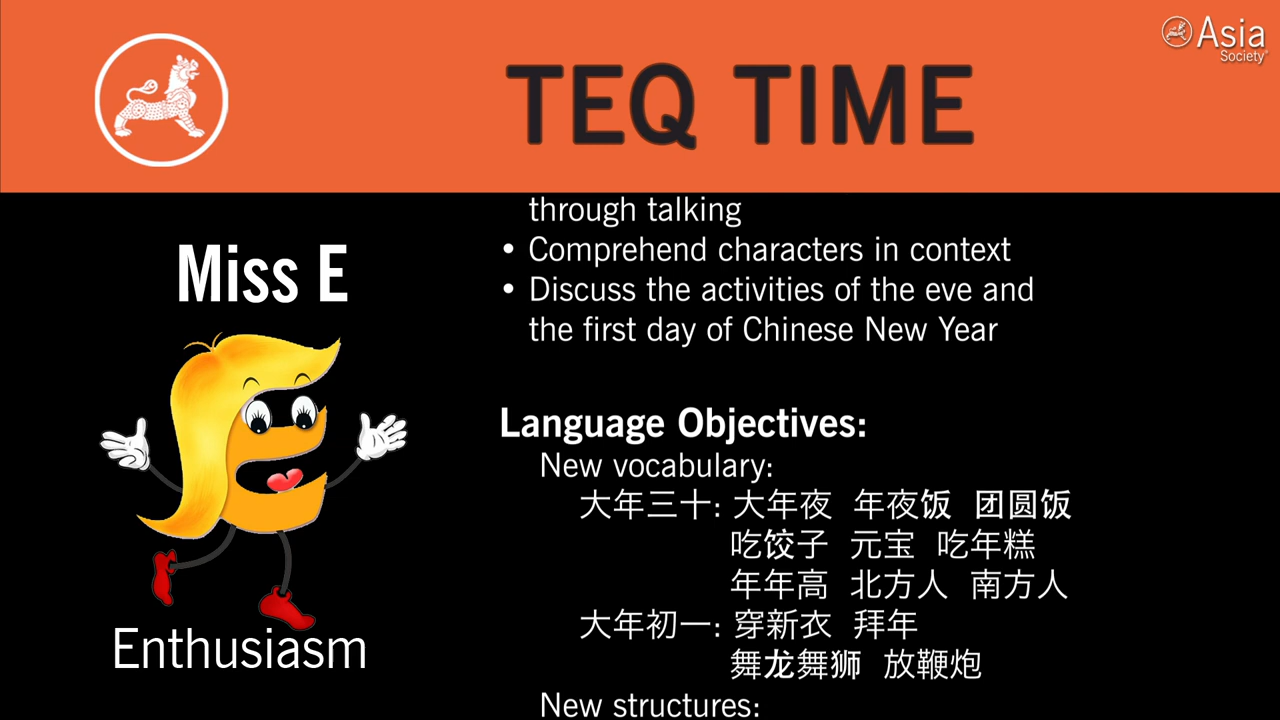 Asia
Society
TEQ TIME
Miss E
Enthusiasm
through talking
• Comprehend characters in context
• Discuss the activities of the eve and
the first day of Chinese New Year
Language Objectives:
New vocabulary:
大年三十: 大年夜 年夜饭 团圆饭
吃饺子 元宝 吃年糕
年年高 北方人 南方人
大年初一: 穿新衣 拜年
舞龙舞狮 放鞭炮
New structures: